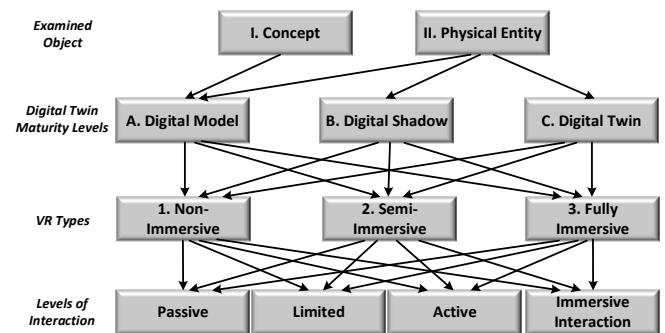 Examined
Object
I. Concept
II. Physical Entity
Digital Twin
Maturity Levels
A. Digital Model
B. Digital Shadow
C. Digital Twin
VR Types
1. Non-
Immersive
2. Semi-
Immersive
3. Fully
Immersive
Levels of
Interaction
Passive
Limited
Active
Immersive
Interaction